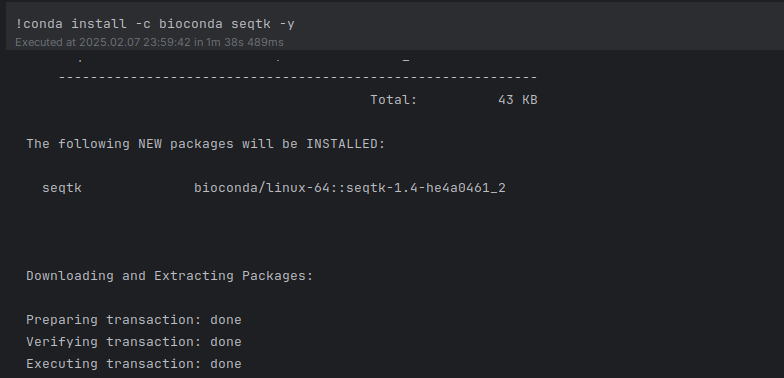 !conda install -c bioconda seqtk -y
Executed at 2025.02.07 23:59:42 in 1m 38s 489ms
------------------------------------------------------------
Total:          43 KB
The following NEW packages will be INSTALLED:
seqtk              bioconda/linux-64::seqtk-1.4-he4a0461_2
Downloading and Extracting Packages:
Preparing transaction: done
Verifying transaction: done
Executing transaction: done